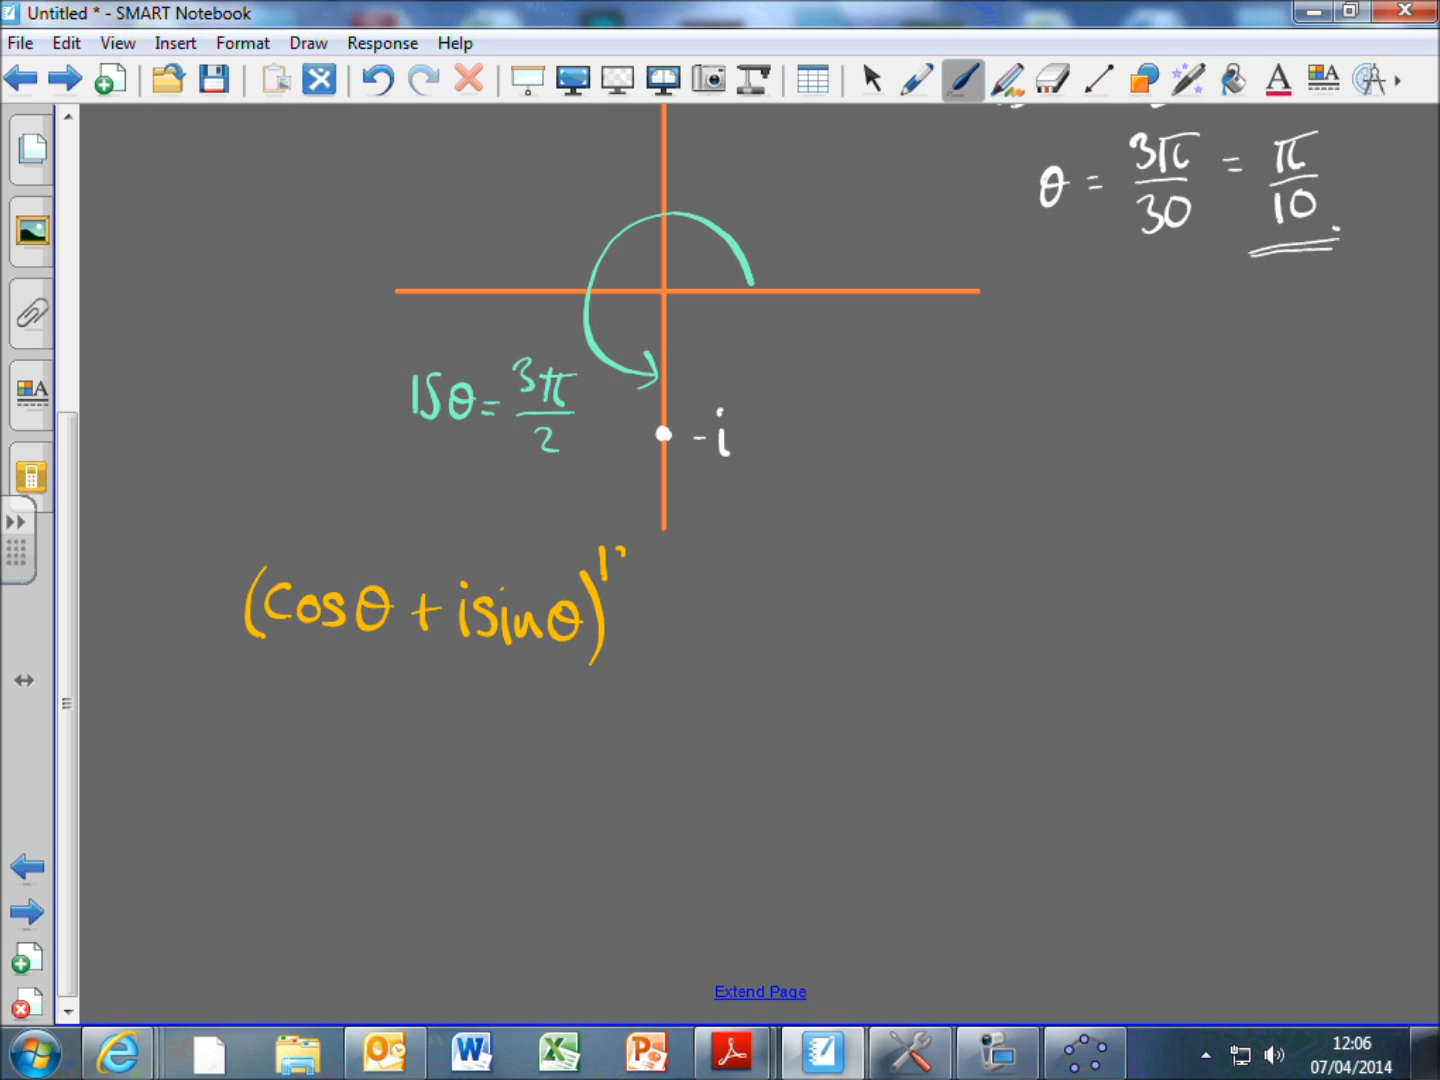 Untitled * - SMART Notebook
File Edit View Insert Format Draw Response Help
θ = 3π/30 = π/10.
15θ = 3π/2
-i
(cosθ + isinθ)
Extend Page
12:06
07/04/2014